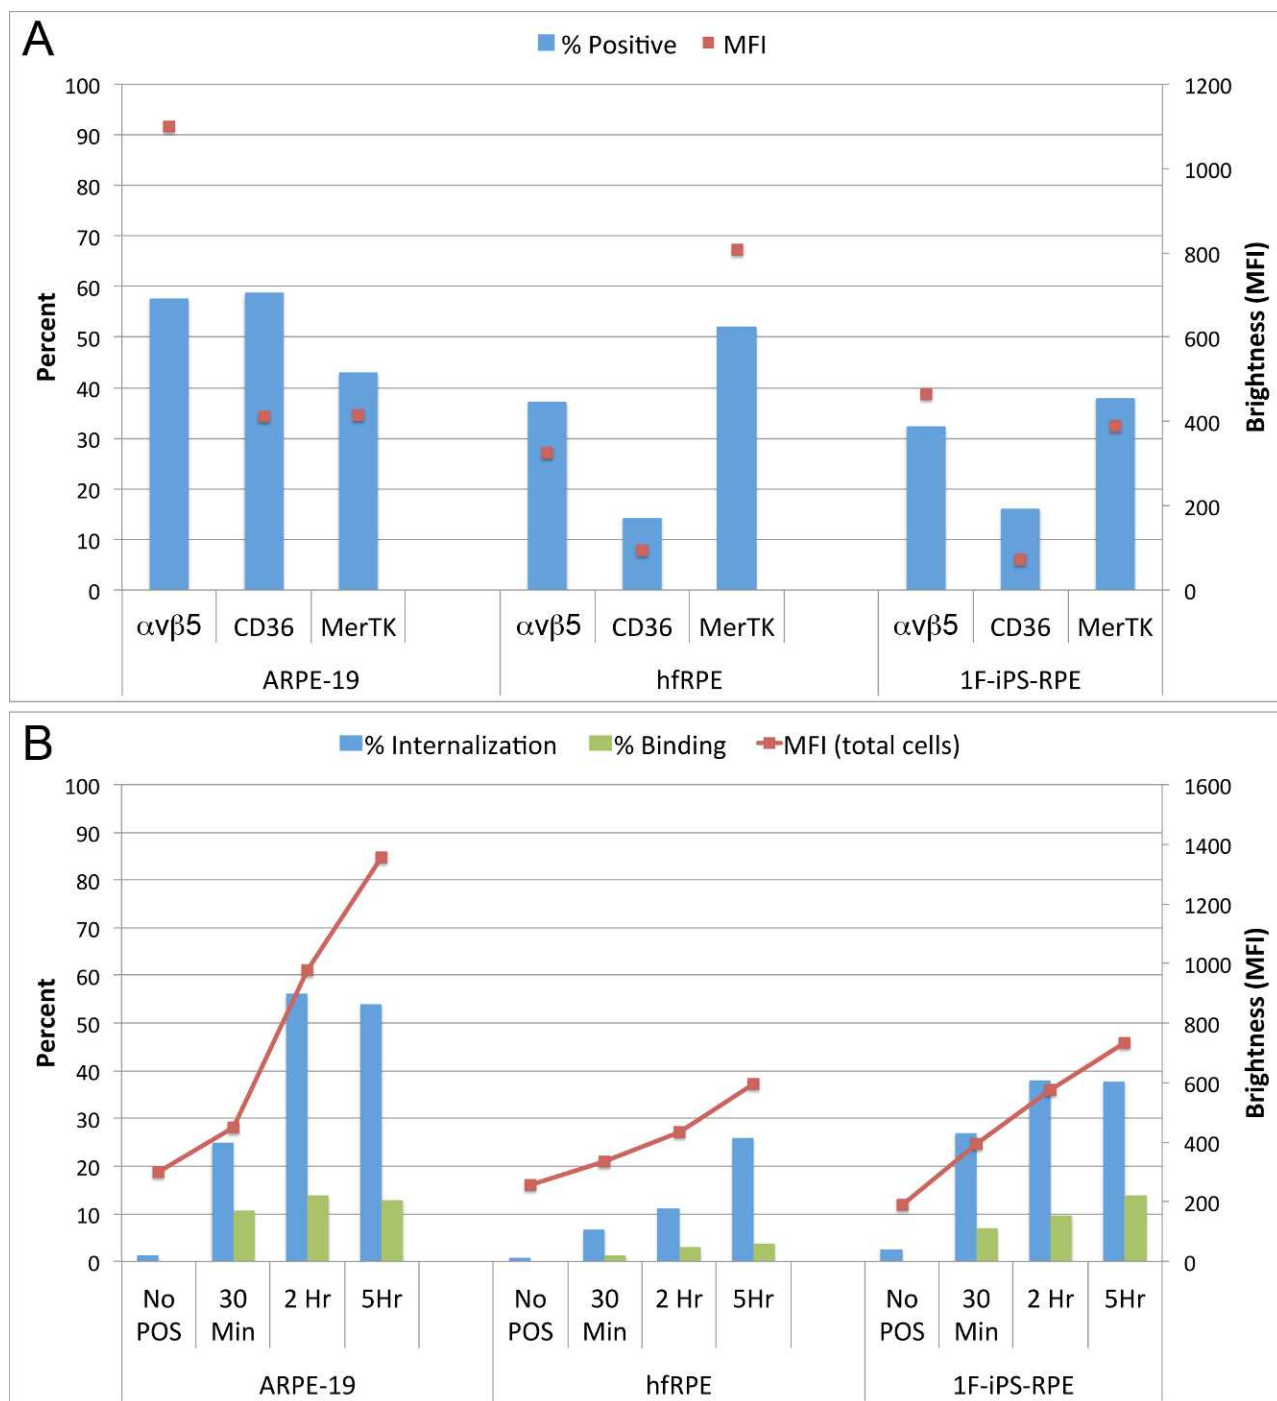 A
% Positive MFI
100 1200
90
80 1000
70
800
60
50 600
40
400
30
20 200
10
0 0
Percent
Brightness (MFI)
αvβ5 CD36 MerTK αvβ5 CD36 MerTK αvβ5 CD36 MerTK
ARPE-19 hfRPE 1F-iPS-RPE
B
% Internalization % Binding MFI (total cells)
100 1600
90
1400
80
1200
70
60 1000
50 800
40
600
30
400
20
10 200
0 0
Percent
Brightness (MFI)
No 30 2 Hr 5Hr No 30 2 Hr 5Hr No 30 2 Hr 5Hr
POS Min POS Min POS Min
ARPE-19 hfRPE 1F-iPS-RPE